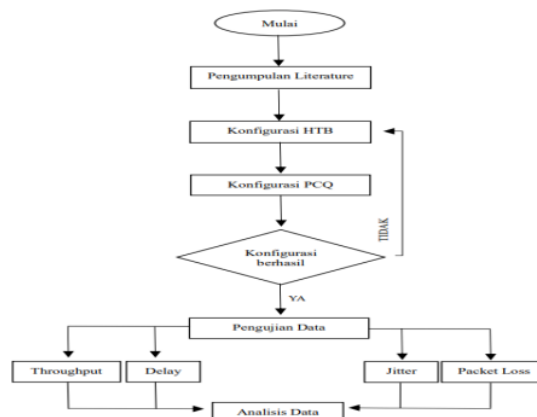 Mulai
Pengumpulan Literature
Konfigurasi HTB
Konfigurasi PCQ
Konfigurasi
berhasil
TIDAK
YA
Pengujian Data
Throughput
Delay
Jitter
Packet Loss
Analisis Data